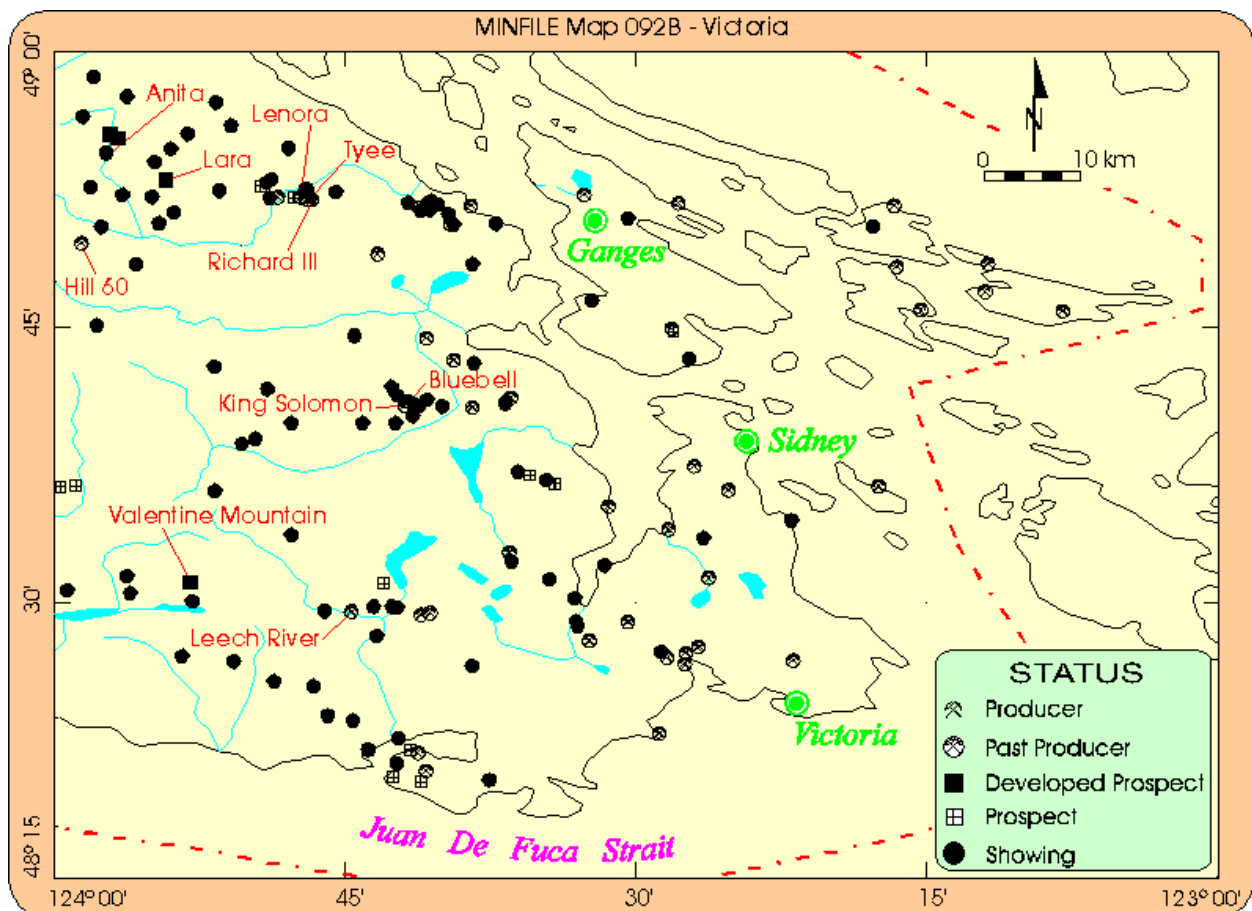 MINFILE Map 092B - Victoria
49° 00'
Anita
Lenora
Lara
Tyee
N
0 10 km
Ganges
Richard III
Hill 60
45'
Bluebell
King Solomon
Sidney
Valentine Mountain
30'
Leech River
Victoria
STATUS
Producer
Past Producer
Developed Prospect
Prospect
Showing
Juan De Fuca Strait
48° 15'
124° 00'
45'
30'
15'
123° 00'